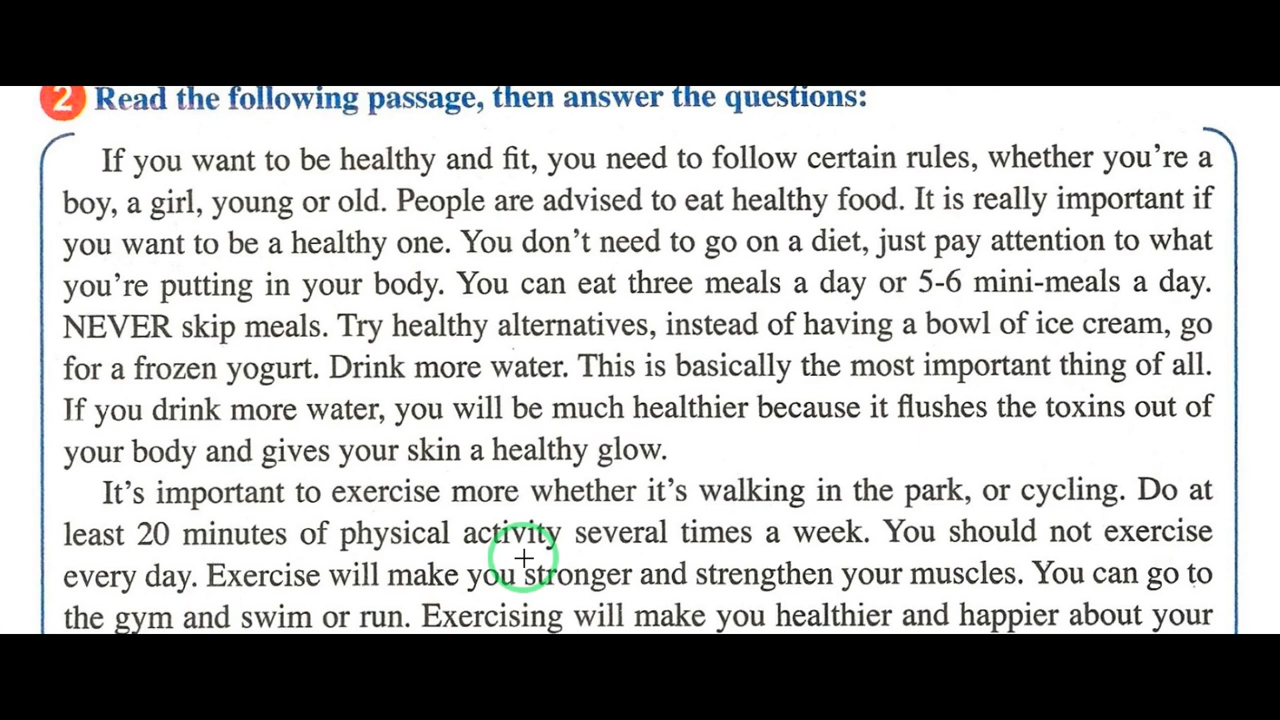 2 Read the following passage, then answer the questions:
If you want to be healthy and fit, you need to follow certain rules, whether you're a
boy, a girl, young or old. People are advised to eat healthy food. It is really important if
you want to be a healthy one. You don't need to go on a diet, just pay attention to what
you're putting in your body. You can eat three meals a day or 5-6 mini-meals a day.
NEVER skip meals. Try healthy alternatives, instead of having a bowl of ice cream, go
for a frozen yogurt. Drink more water. This is basically the most important thing of all.
If you drink more water, you will be much healthier because it flushes the toxins out of
your body and gives your skin a healthy glow.
It's important to exercise more whether it's walking in the park, or cycling. Do at
least 20 minutes of physical activity several times a week. You should not exercise
every day. Exercise will make you stronger and strengthen your muscles. You can go to
the gym and swim or run. Exercising will make you healthier and happier about your